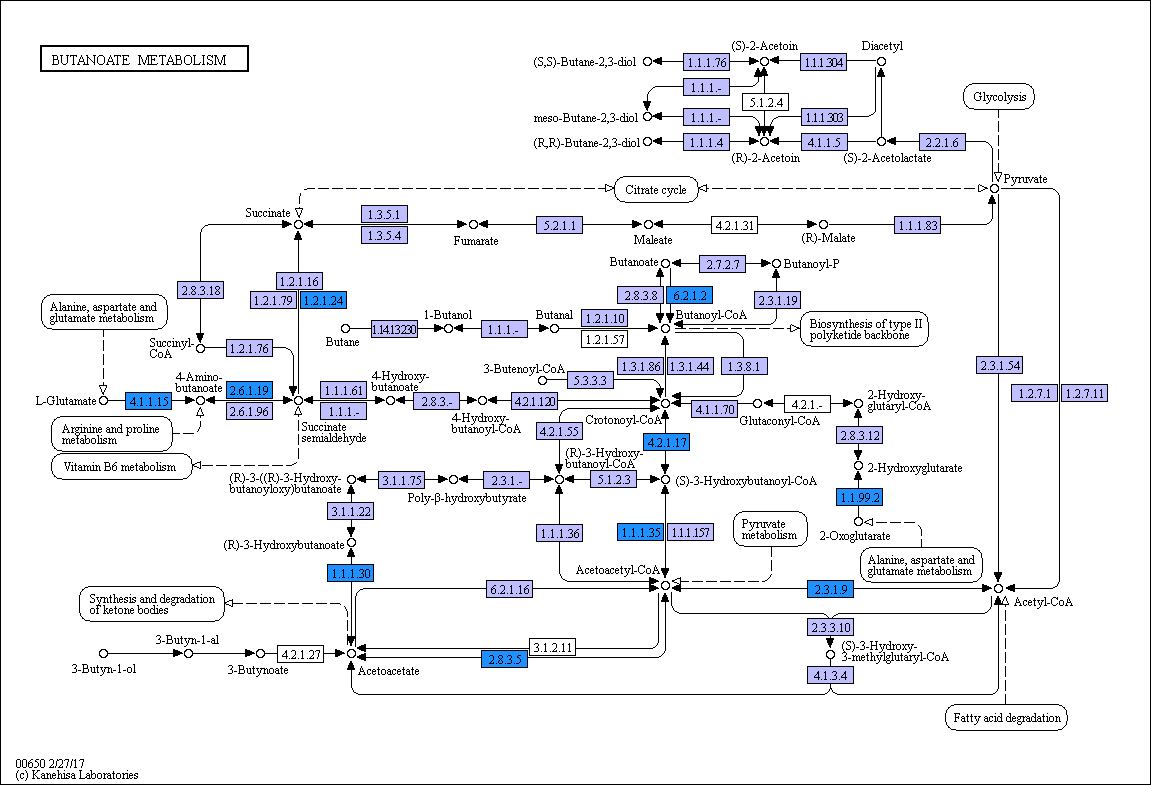 BUTANOATE METABOLISM
(S)-2-Acetoin
Diacetyl
(S,S)-Butane-2,3-diol
1.1.1.76
1.1.1.304
1.1.1.-
Glycolysis
5.1.2.4
meso-Butane-2,3-diol
1.1.1.-
1.1.1.303
(R,R)-Butane-2,3-diol
1.1.1.4
4.1.1.5
2.2.1.6
(R)-2-Acetoin
(S)-2-Acetolactate
Pyruvate
Citrate cycle
Succinate
1.3.5.1
1.3.5.4
Fumarate
5.2.1.1
Maleate
4.2.1.31
(R)-Malate
1.1.1.83
Butanoate
2.7.2.7
Butanoyl-P
1.2.1.16
2.8.3.18
1.2.1.79
1.2.1.24
2.8.3.8
6.2.1.2
2.3.1.19
Alanine, aspartate and
glutamate metabolism
1-Butanol
Butanal
1.2.1.10
Butanoyl-CoA
Biosynthesis of type II
polyketide backbone
Butane
1.14.13.230
1.1.1.-
1.2.1.57
Succinyl-
CoA
1.2.1.76
3-Butenoyl-CoA
1.3.1.86
1.3.1.44
1.3.8.1
2.3.1.54
5.3.3.3
4-Amino-
butanoate
2.6.1.19
1.1.1.61
4-Hydroxy-
butanoate
1.2.7.1
1.2.7.11
L-Glutamate
4.1.1.15
2.6.1.96
1.1.1.-
2.8.3.-
4.2.1.120
4.1.1.70
4.2.1.-
2-Hydroxy-
glutaryl-CoA
Arginine and proline
metabolism
Succinate
semialdehyde
4-Hydroxy-
butanoyl-CoA
Crotonoyl-CoA
Glutaconyl-CoA
4.2.1.55
4.2.1.17
2.8.3.12
Vitamin B6 metabolism
(R)-3-Hydroxy-
butanoyl-CoA
2-Hydroxyglutarate
(R)-3-((R)-3-Hydroxy-
butanoyloxy)butanoate
3.1.1.75
Poly-β-hydroxybutyrate
2.3.1.-
5.1.2.3
(S)-3-Hydroxybutanoyl-CoA
1.1.99.2
3.1.1.22
1.1.1.36
1.1.1.35
1.1.1.157
Pyruvate
metabolism
2-Oxoglutarate
(R)-3-Hydroxybutanoate
Alanine, aspartate and
glutamate metabolism
1.1.1.30
Acetoacetyl-CoA
6.2.1.16
2.3.1.9
Acetyl-CoA
Synthesis and degradation
of ketone bodies
2.3.3.10
3-Butyn-1-al
3.1.2.11
(S)-3-Hydroxy-
3-methylglutaryl-CoA
3-Butyn-1-ol
3-Butynoate
4.2.1.27
Acetoacetate
2.8.3.5
4.1.3.4
Fatty acid degradation
00650 2/27/17
(c) Kanehisa Laboratories